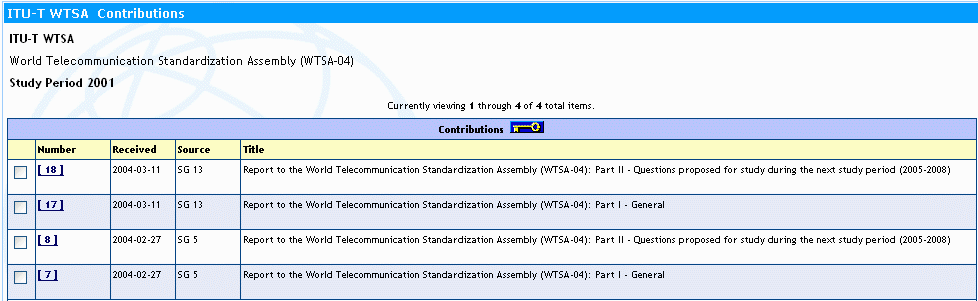 ITU-T WTSA Contributions
ITU-T WTSA
World Telecommunication Standardization Assembly (WTSA-04)
Study Period 2001
Currently viewing 1 through 4 of 4 total items.
Contributions
Number Received Source Title
[ 18 ] 2004-03-11 SG 13 Report to the World Telecommunication Standardization Assembly (WTSA-04): Part II - Questions proposed for study during the next study period (2005-2008)
[ 17 ] 2004-03-11 SG 13 Report to the World Telecommunication Standardization Assembly (WTSA-04): Part I - General
[ 8 ] 2004-02-27 SG 5 Report to the World Telecommunication Standardization Assembly (WTSA-04): Part II - Questions proposed for study during the next study period (2005-2008)
[ 7 ] 2004-02-27 SG 5 Report to the World Telecommunication Standardization Assembly (WTSA-04): Part I - General